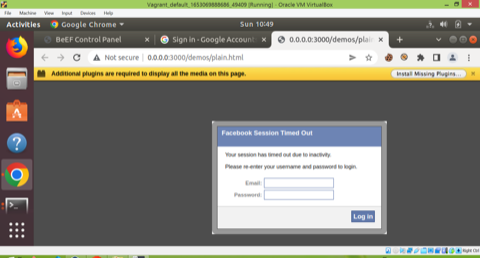 Vagrant_default_1653069888686_49409 [Running] - Oracle VM VirtualBox
File Machine View Input Devices Help
Activities Google Chrome Sun 10:49
BeEF Control Panel Sign in - Google Account 0.0.0.0:3000/demos/plain
Not secure 0.0.0.0:3000/demos/plain.html
Additional plugins are required to display all the media on this page. Install Missing Plugins...
Facebook Session Timed Out
Your session has timed out due to inactivity.
Please re-enter your username and password to login.
Email:
Password:
Log in
Right Ctrl